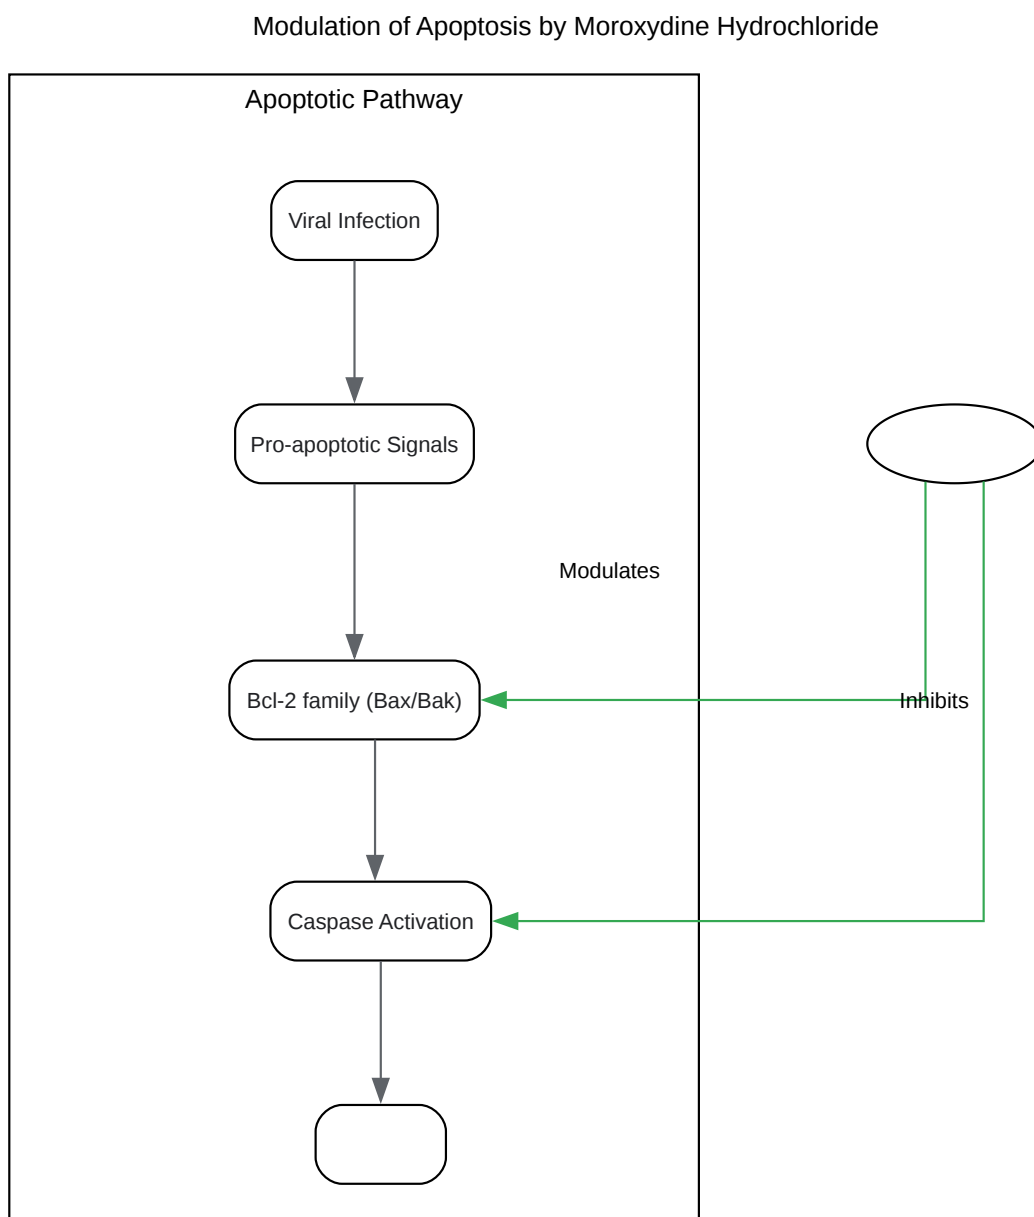 Modulation of Apoptosis by Moroxydine Hydrochloride
Apoptotic Pathway
Viral Infection
Pro-apoptotic Signals
Modulates
Bcl-2 family (Bax/Bak)
Inhibits
Caspase Activation